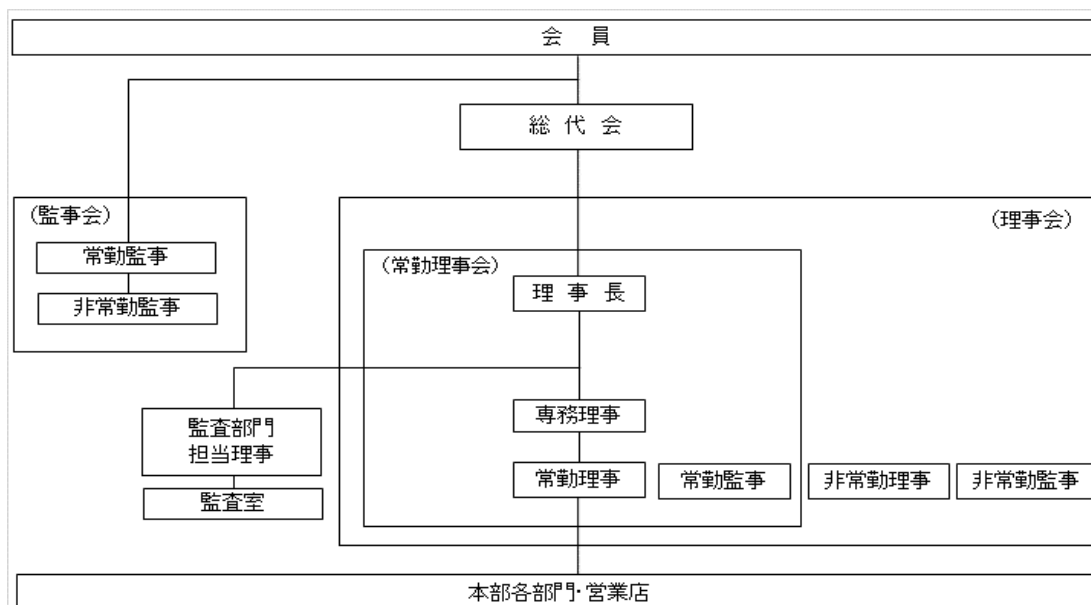 会　員
総 代 会
(監事会)
(理事会)
常勤監事
非常勤監事
(常勤理事会)
理 事 長
専務理事
監査部門
担当理事
監査室
常勤理事
常勤監事
非常勤理事
非常勤監事
本部各部門・営業店